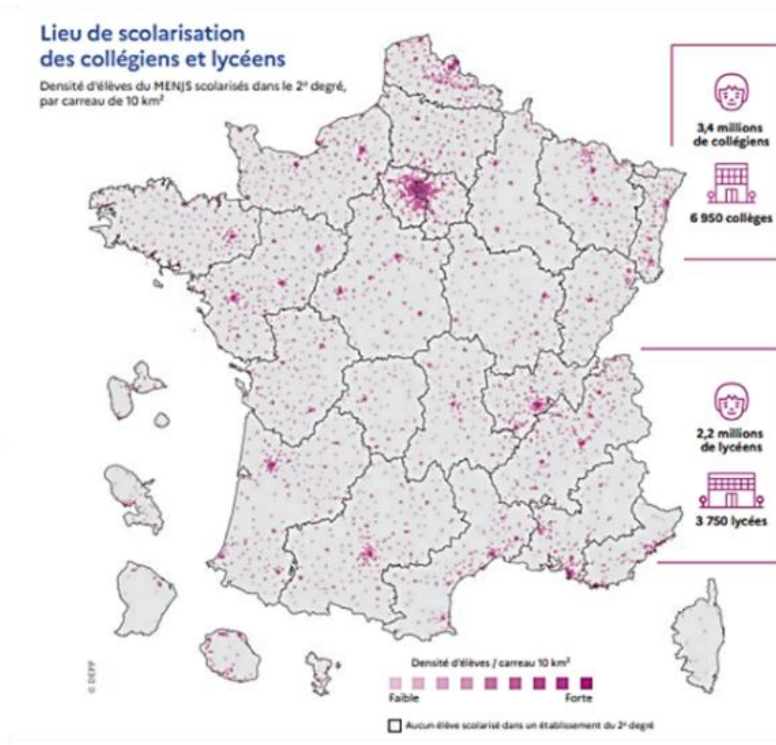 Lieu de scolarisation
des collégiens et lycéens
Densité d'élèves du MENJS scolarisés dans le 2ᵈ degré,
par carreau de 10 km²
3,4 millions
de collégiens
6 950 collèges
2,2 millions
de lycéens
3 750 lycées
© DEPP
Densité d'élèves / carreau 10 km²
Faible
Forte
Aucun élève scolarisé dans un établissement du 2ᵈ degré